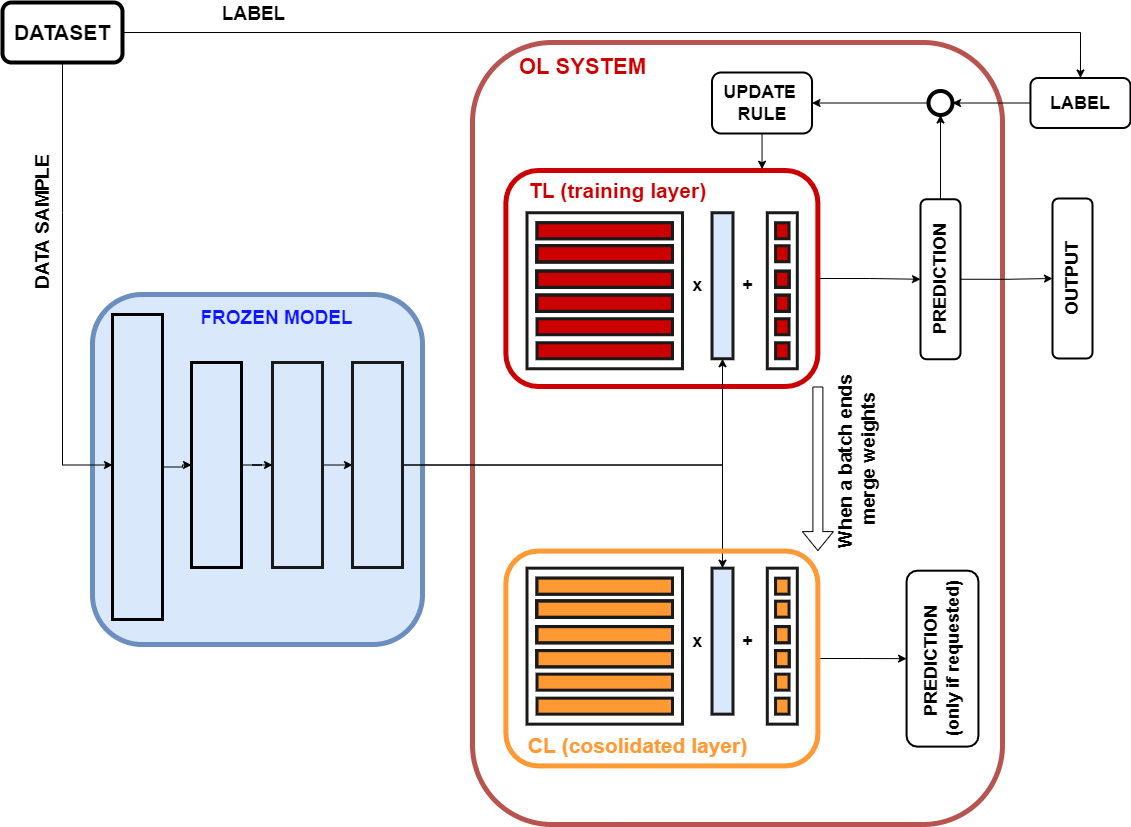 LABEL
DATASET
OL SYSTEM
UPDATE
RULE
LABEL
DATA SAMPLE
TL (training layer)
x
+
PREDICTION
OUTPUT
FROZEN MODEL
When a batch ends
merge weights
x
+
PREDICTION
(only if requested)
CL (cosolidated layer)